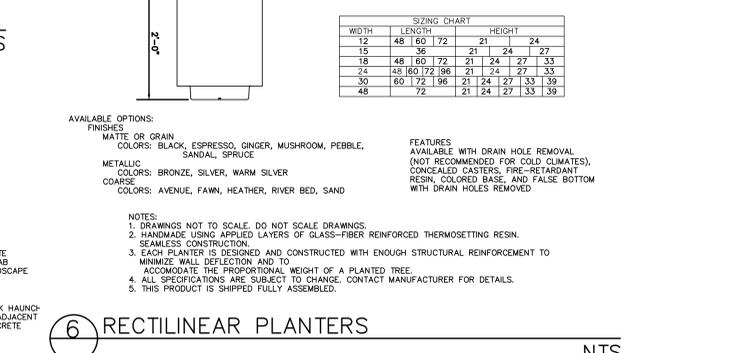 2'-0"
SIZING CHART
WIDTH LENGTH HEIGHT
12 48 60 72 21 24
15 36 21 24 27
18 48 60 72 21 24 27 33
24 48 60 72 96 21 24 27 33
30 60 72 96 21 24 27 33 39
48 72 21 24 27 33 39
AVAILABLE OPTIONS:
FINISHES
MATTE OR GRAIN
COLORS: BLACK, ESPRESSO, GINGER, MUSHROOM, PEBBLE,
SANDAL, SPRUCE
METALLIC
COLORS: BRONZE, SILVER, WARM SILVER
COARSE
COLORS: AVENUE, FAWN, HEATHER, RIVER BED, SAND
FEATURES
AVAILABLE WITH DRAIN HOLE REMOVAL
(NOT RECOMMENDED FOR COLD CLIMATES),
CONCEALED CASTERS, FIRE-RETARDANT
RESIN, COLORED BASE, AND FALSE BOTTOM
WITH DRAIN HOLES REMOVED
NOTES:
1. DRAWINGS NOT TO SCALE. DO NOT SCALE DRAWINGS.
2. HANDMADE USING APPLIED LAYERS OF GLASS-FIBER REINFORCED THERMOSETTING RESIN.
SEAMLESS CONSTRUCTION.
3. EACH PLANTER IS DESIGNED AND CONSTRUCTED WITH ENOUGH STRUCTURAL REINFORCEMENT TO
MINIMIZE WALL DEFLECTION AND TO
ACCOMODATE THE PROPORTIONAL WEIGHT OF A PLANTED TREE.
4. ALL SPECIFICATIONS ARE SUBJECT TO CHANGE. CONTACT MANUFACTURER FOR DETAILS.
5. THIS PRODUCT IS SHIPPED FULLY ASSEMBLED.
HAUNCH
ADJACENT
6 RECTILINEAR PLANTERS
NTS